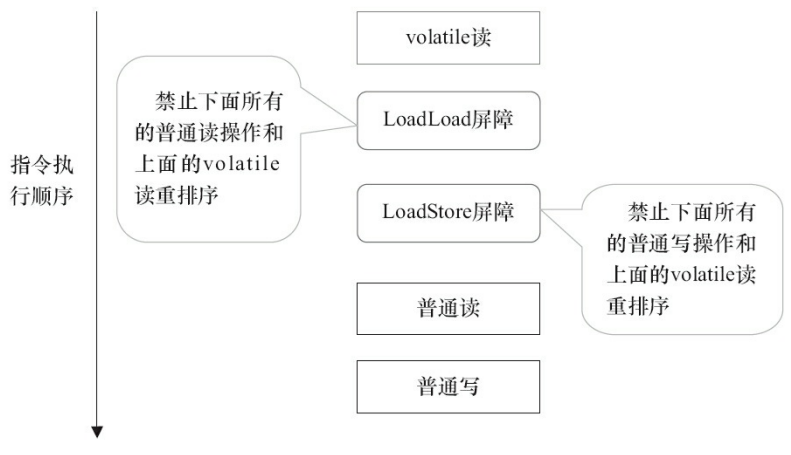 volatile读
禁止下面所有
的普通读操作和
上面的volatile
读重排序
LoadLoad屏障
指令执
行顺序
LoadStore屏障
禁止下面所有
的普通写操作和
上面的volatile读
重排序
普通读
普通写